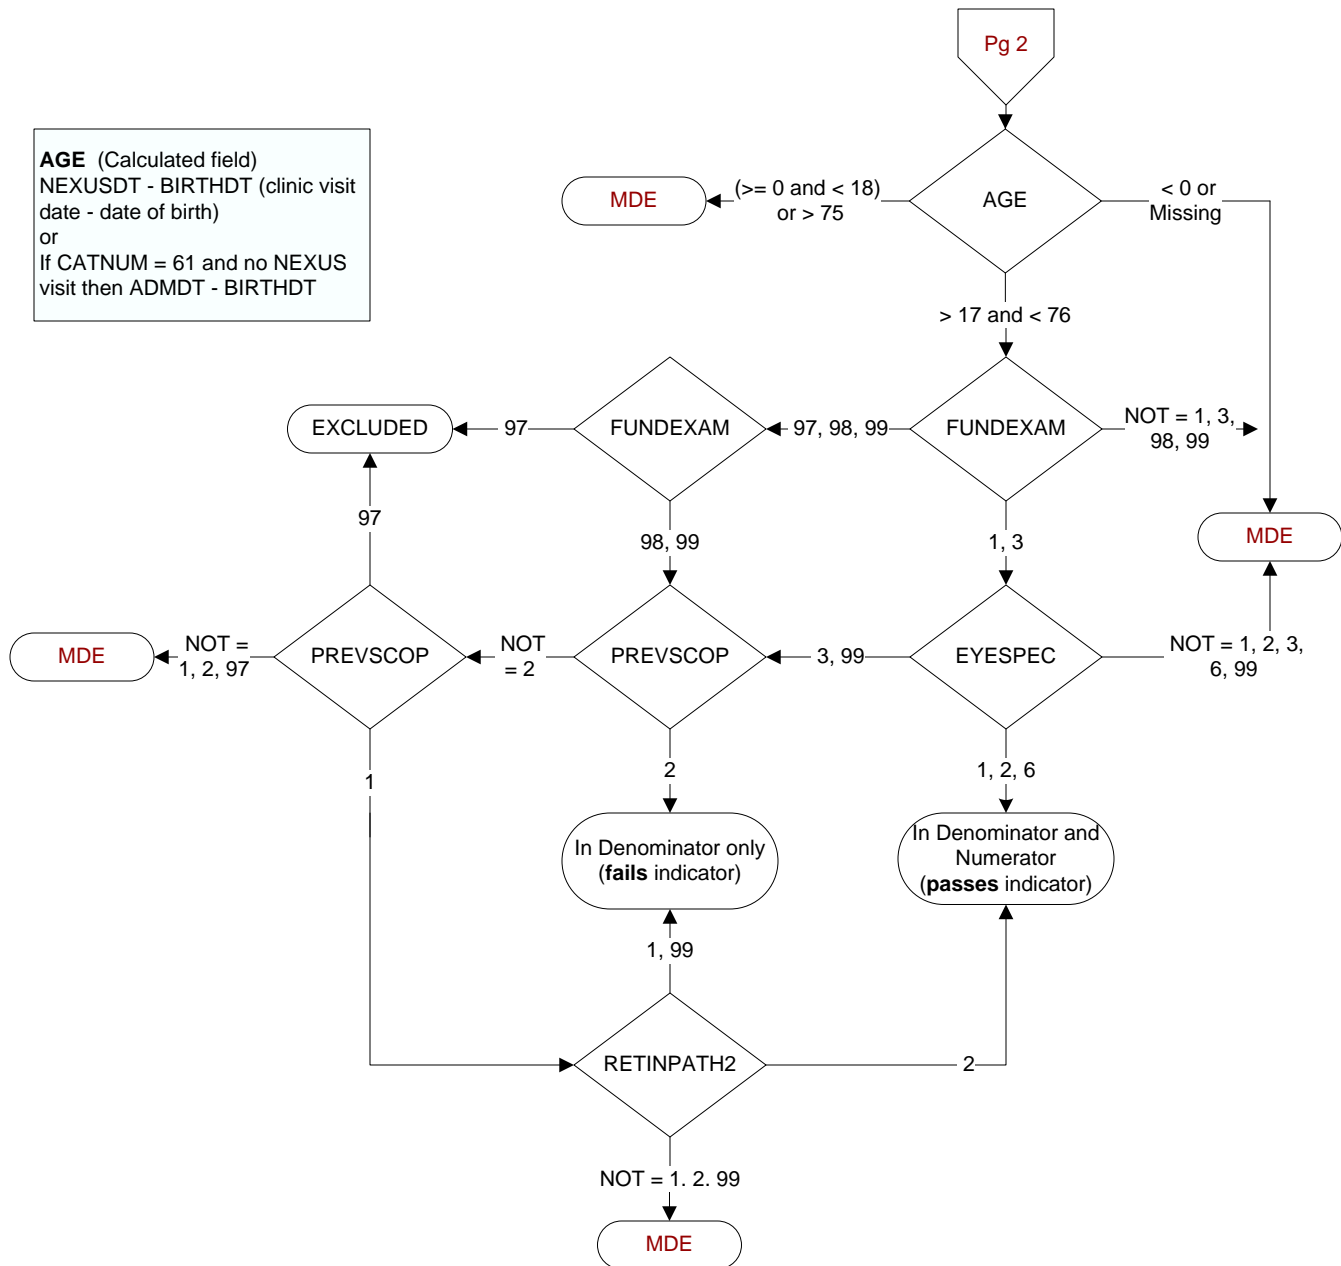 Pg 2
AGE (Calculated field)
NEXUSDT - BIRTHDT (clinic visit
date - date of birth)
or
If CATNUM = 61 and no NEXUS
visit then ADMDT - BIRTHDT
MDE
(>= 0 and < 18)
or > 75
AGE
< 0 or
Missing
> 17 and < 76
EXCLUDED
97
FUNDEXAM
97, 98, 99
FUNDEXAM
NOT = 1, 3,
98, 99
97
98, 99
1, 3
MDE
MDE
NOT =
1, 2, 97
PREVSCOP
NOT
= 2
PREVSCOP
3, 99
EYESPEC
NOT = 1, 2, 3,
6, 99
1
2
1, 2, 6
In Denominator only
(fails indicator)
In Denominator and
Numerator
(passes indicator)
1, 99
RETINPATH2
2
NOT = 1. 2. 99
MDE